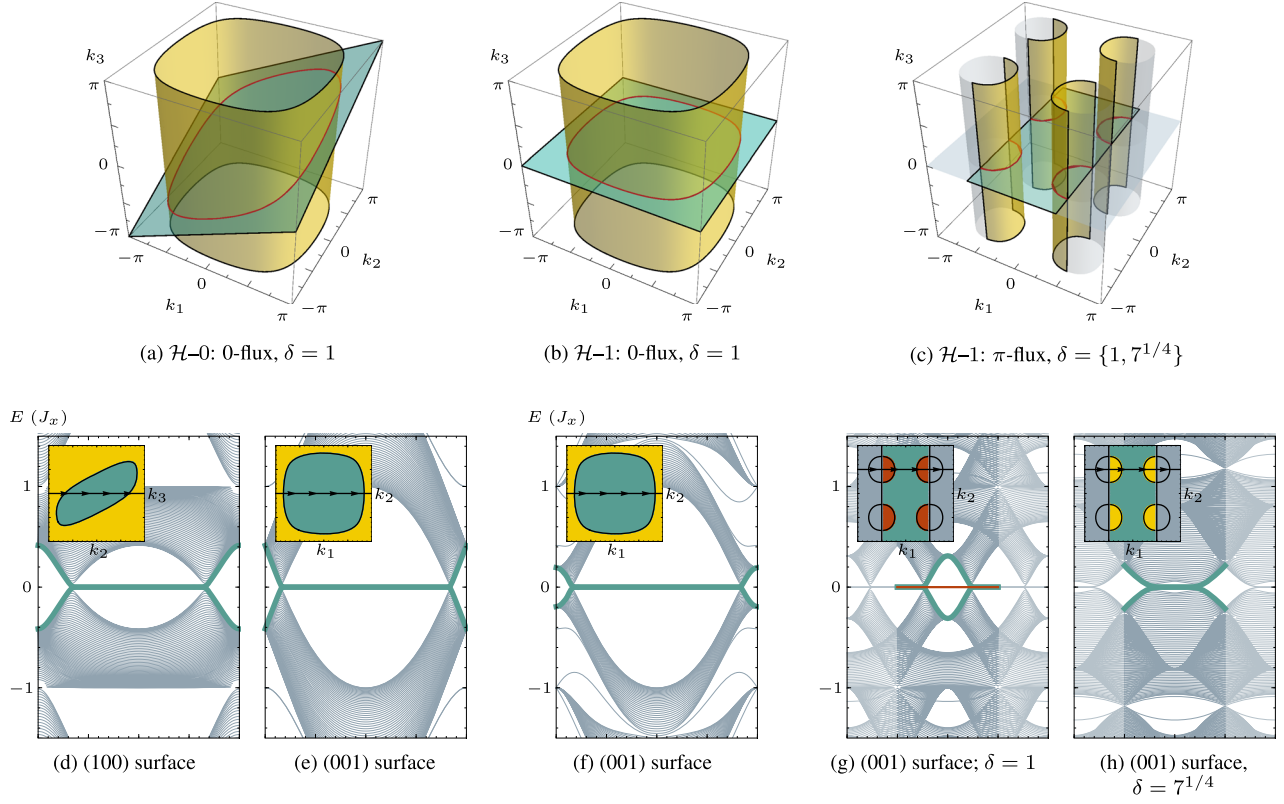 k₃
π
0
−π
−π
0
π
k₁
−π
0
π
k₂
(a) ℋ–0: 0-flux, δ = 1
k₃
π
0
−π
−π
0
π
k₁
−π
0
π
k₂
(b) ℋ–1: 0-flux, δ = 1
k₃
π
0
−π
−π
0
π
k₁
−π
0
π
k₂
(c) ℋ–1: π-flux, δ = {1, 7^{1/4}}
E (Jₓ)
1
0
−1
k₃
k₂
(d) (100) surface
k₂
k₁
(e) (001) surface
E (Jₓ)
1
0
−1
k₂
k₁
(f) (001) surface
1
0
−1
k₂
k₁
(g) (001) surface; δ = 1
k₂
k₁
(h) (001) surface,
δ = 7^{1/4}